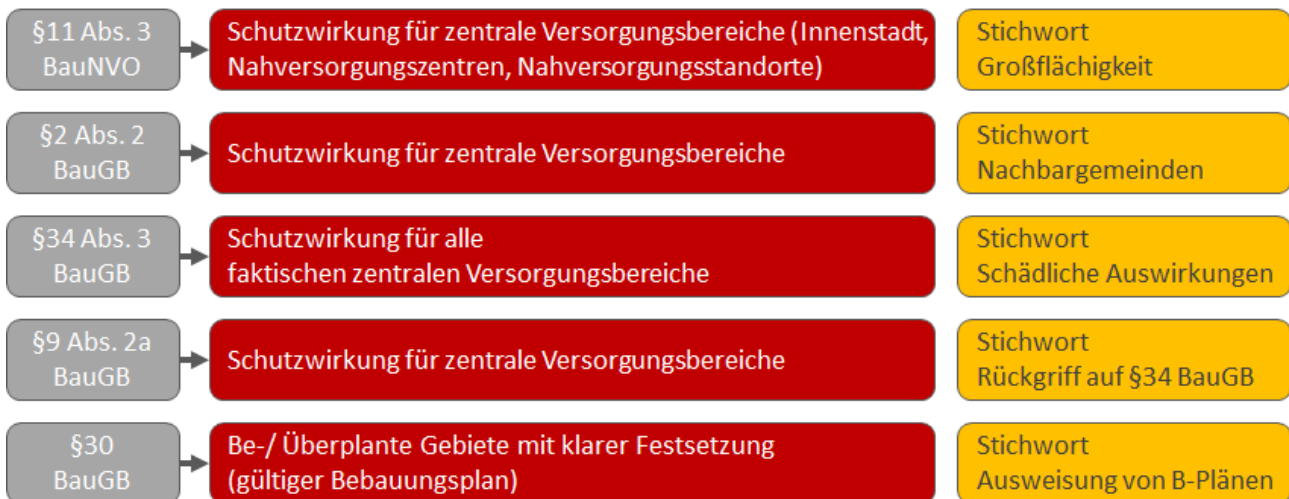 §11 Abs. 3
BauNVO
Schutzwirkung für zentrale Versorgungsbereiche (Innenstadt,
Nahversorgungszentren, Nahversorgungsstandorte)
Stichwort
Großflächigkeit
§2 Abs. 2
BauGB
Schutzwirkung für zentrale Versorgungsbereiche
Stichwort
Nachbargemeinden
§34 Abs. 3
BauGB
Schutzwirkung für alle
faktischen zentralen Versorgungsbereiche
Stichwort
Schädliche Auswirkungen
§9 Abs. 2a
BauGB
Schutzwirkung für zentrale Versorgungsbereiche
Stichwort
Rückgriff auf §34 BauGB
§30
BauGB
Be-/ Überplante Gebiete mit klarer Festsetzung
(gültiger Bebauungsplan)
Stichwort
Ausweisung von B-Plänen